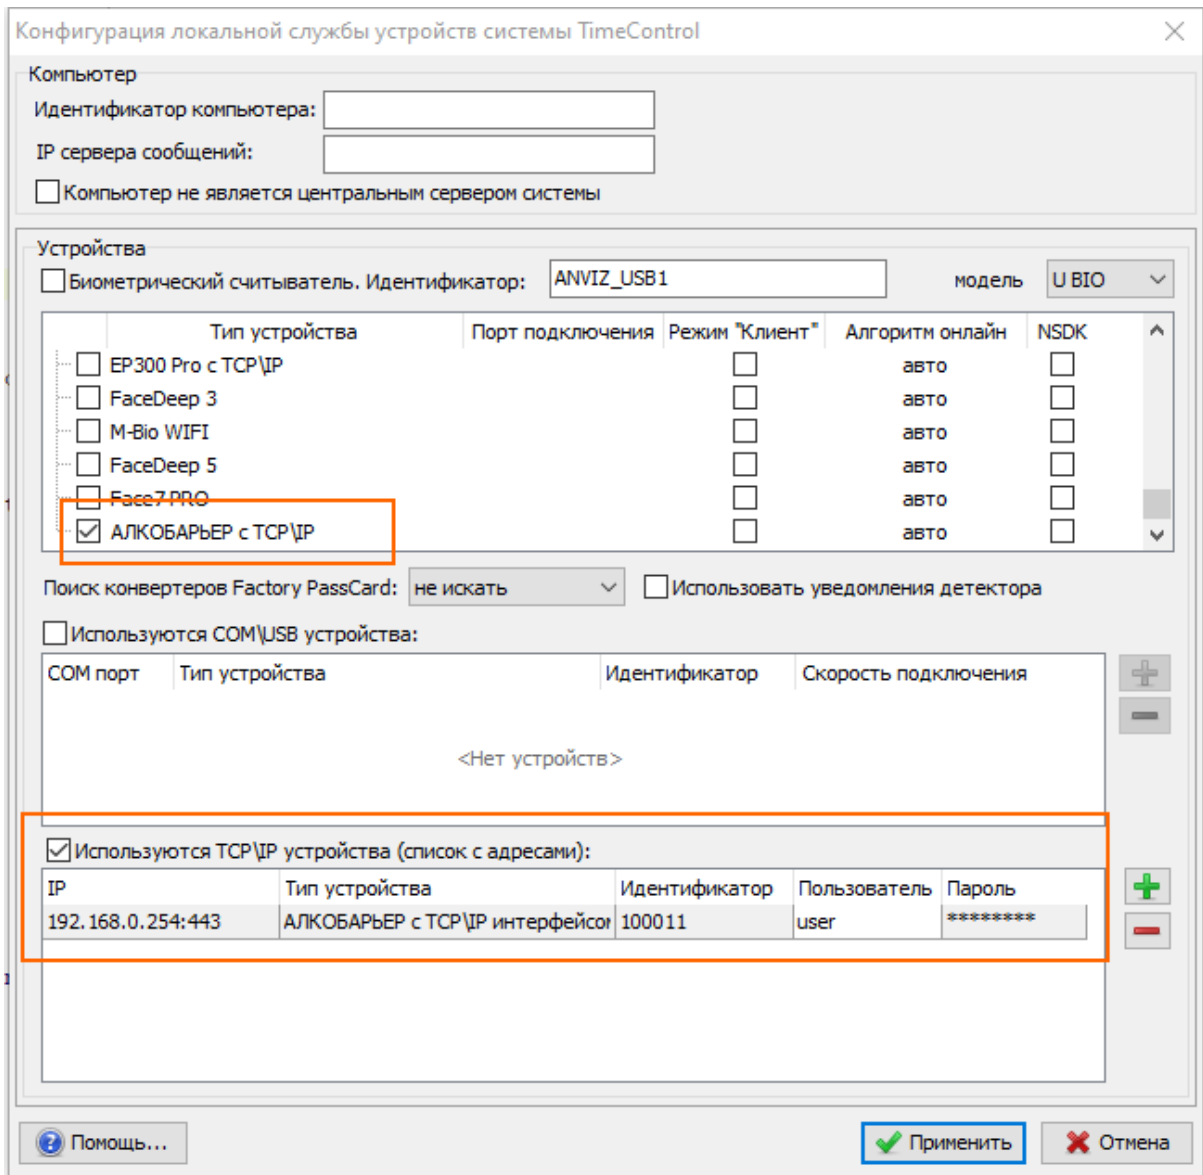 Конфигурация локальной службы устройств системы TimeControl
Компьютер
Идентификатор компьютера:
IP сервера сообщений:
Компьютер не является центральным сервером системы
Устройства
Биометрический считыватель. Идентификатор: ANVIZ_USB1 модель U BIO
Тип устройства Порт подключения Режим "Клиент" Алгоритм онлайн NSDK
EP300 Pro с TCP\IP авто
FaceDeep 3 авто
M-Bio WIFI авто
FaceDeep 5 авто
Face7 PRO авто
АЛКОБАРЬЕР с TCP\IP авто
Поиск конвертеров Factory PassCard: не искать Использовать уведомления детектора
Используются COM\USB устройства:
COM порт Тип устройства Идентификатор Скорость подключения
<Нет устройств>
Используются TCP\IP устройства (список с адресами):
IP Тип устройства Идентификатор Пользователь Пароль
192.168.0.254:443 АЛКОБАРЬЕР с TCP\IP интерфейсом 100011 user ********
Помощь... Применить Отмена